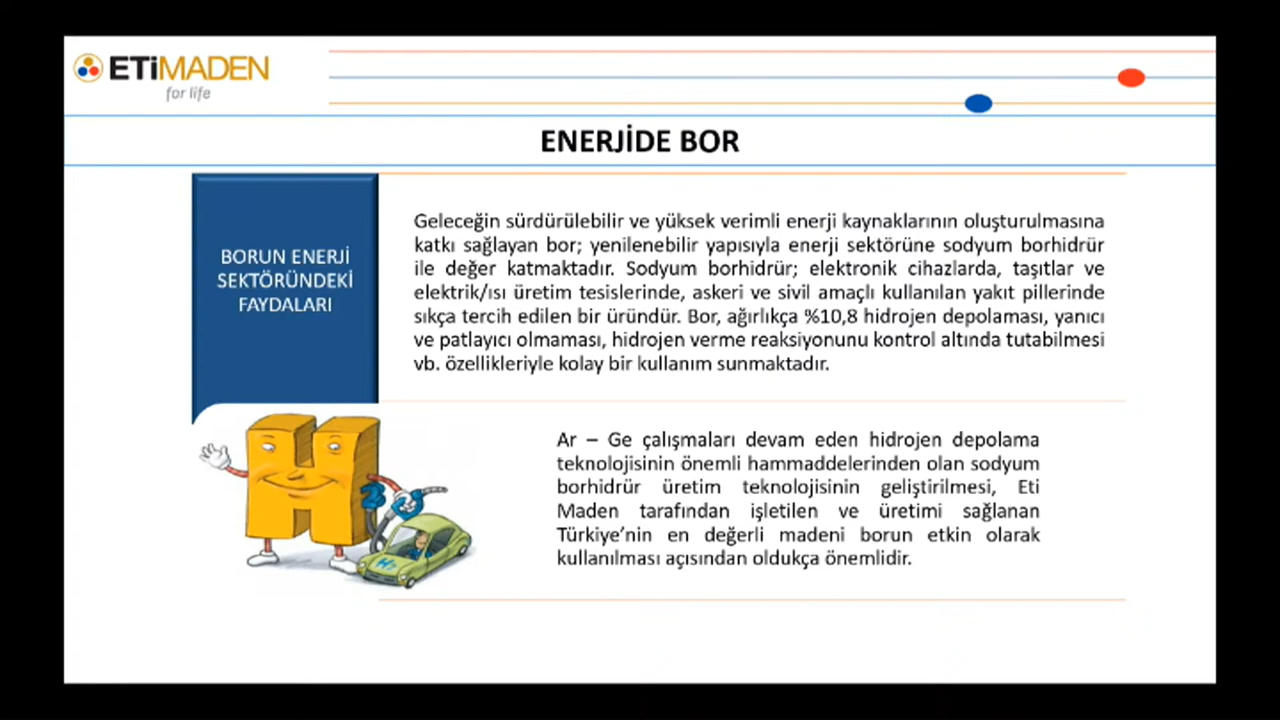 ETiMADEN
for life
ENERJİDE BOR
BORUN ENERJİ
SEKTÖRÜNDEKİ
FAYDALARI
Geleceğin sürdürülebilir ve yüksek verimli enerji kaynaklarının oluşturulmasına
katkı sağlayan bor; yenilenebilir yapısıyla enerji sektörüne sodyum borhidrür
ile değer katmaktadır. Sodyum borhidrür; elektronik cihazlarda, taşıtlar ve
elektrik/ısı üretim tesislerinde, askeri ve sivil amaçlı kullanılan yakıt pillerinde
sıkça tercih edilen bir üründür. Bor, ağırlıkça %10,8 hidrojen depolaması, yanıcı
ve patlayıcı olmaması, hidrojen verme reaksiyonunu kontrol altında tutabilmesi
vb. özellikleriyle kolay bir kullanım sunmaktadır.
H2
H2
Ar – Ge çalışmaları devam eden hidrojen depolama
teknolojisinin önemli hammaddelerinden olan sodyum
borhidrür üretim teknolojisinin geliştirilmesi, Eti
Maden tarafından işletilen ve üretimi sağlanan
Türkiye’nin en değerli madeni borun etkin olarak
kullanılması açısından oldukça önemlidir.